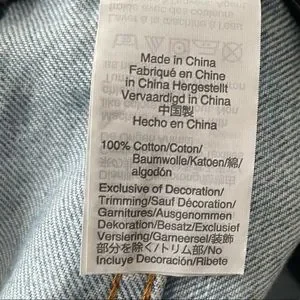 Made in China
Fabriqué en Chine
in China Hergestellt
Vervaardigd in China
中国製
Hecho en China
100% Cotton/Coton/
Baumwolle/Katoen/綿/
algodón
Exclusive of Decoration/
Trimming/Sauf Décoration/
Garnitures/Ausgenommen
Dekoration/Besatz/Exclusief
Versiering/Garneersel/装飾
部分を除く/トリム部/No
Incluye Decoración/Ribete